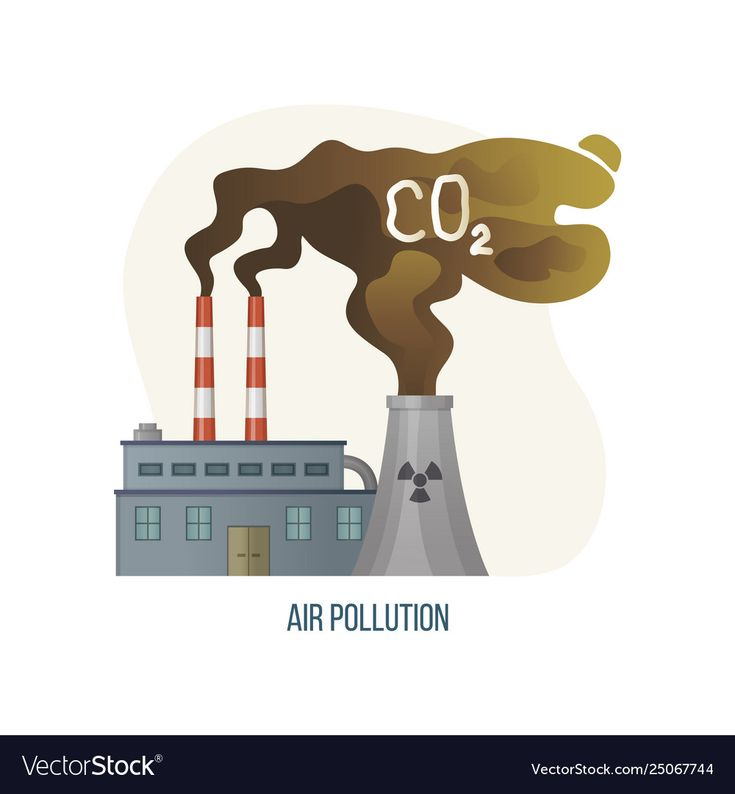 CO₂
AIR POLLUTION
VectorStock®
VectorStock.com/25067744